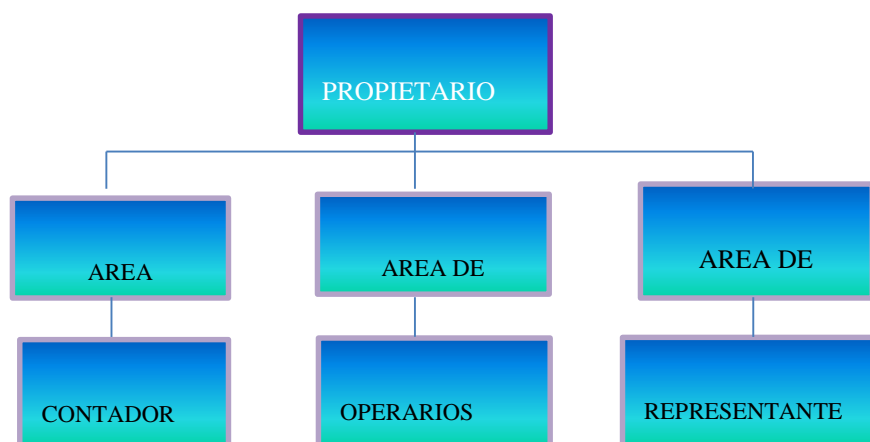 PROPIETARIO
AREA
AREA DE
AREA DE
CONTADOR
OPERARIOS
REPRESENTANTE